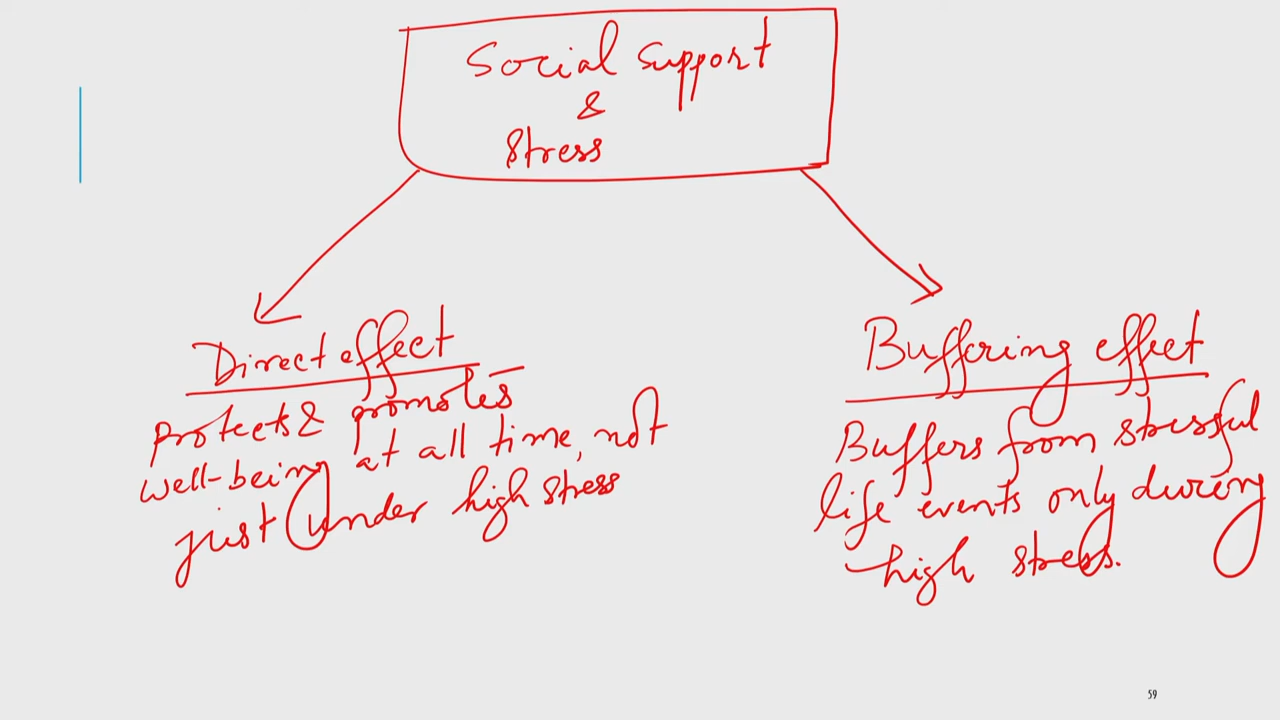 Social support
&
stress
Direct effect
Protects & promotes
well-being at all time, not
just under high stress
Buffering effect
Buffers from stressful
life events only during
high stress.
59